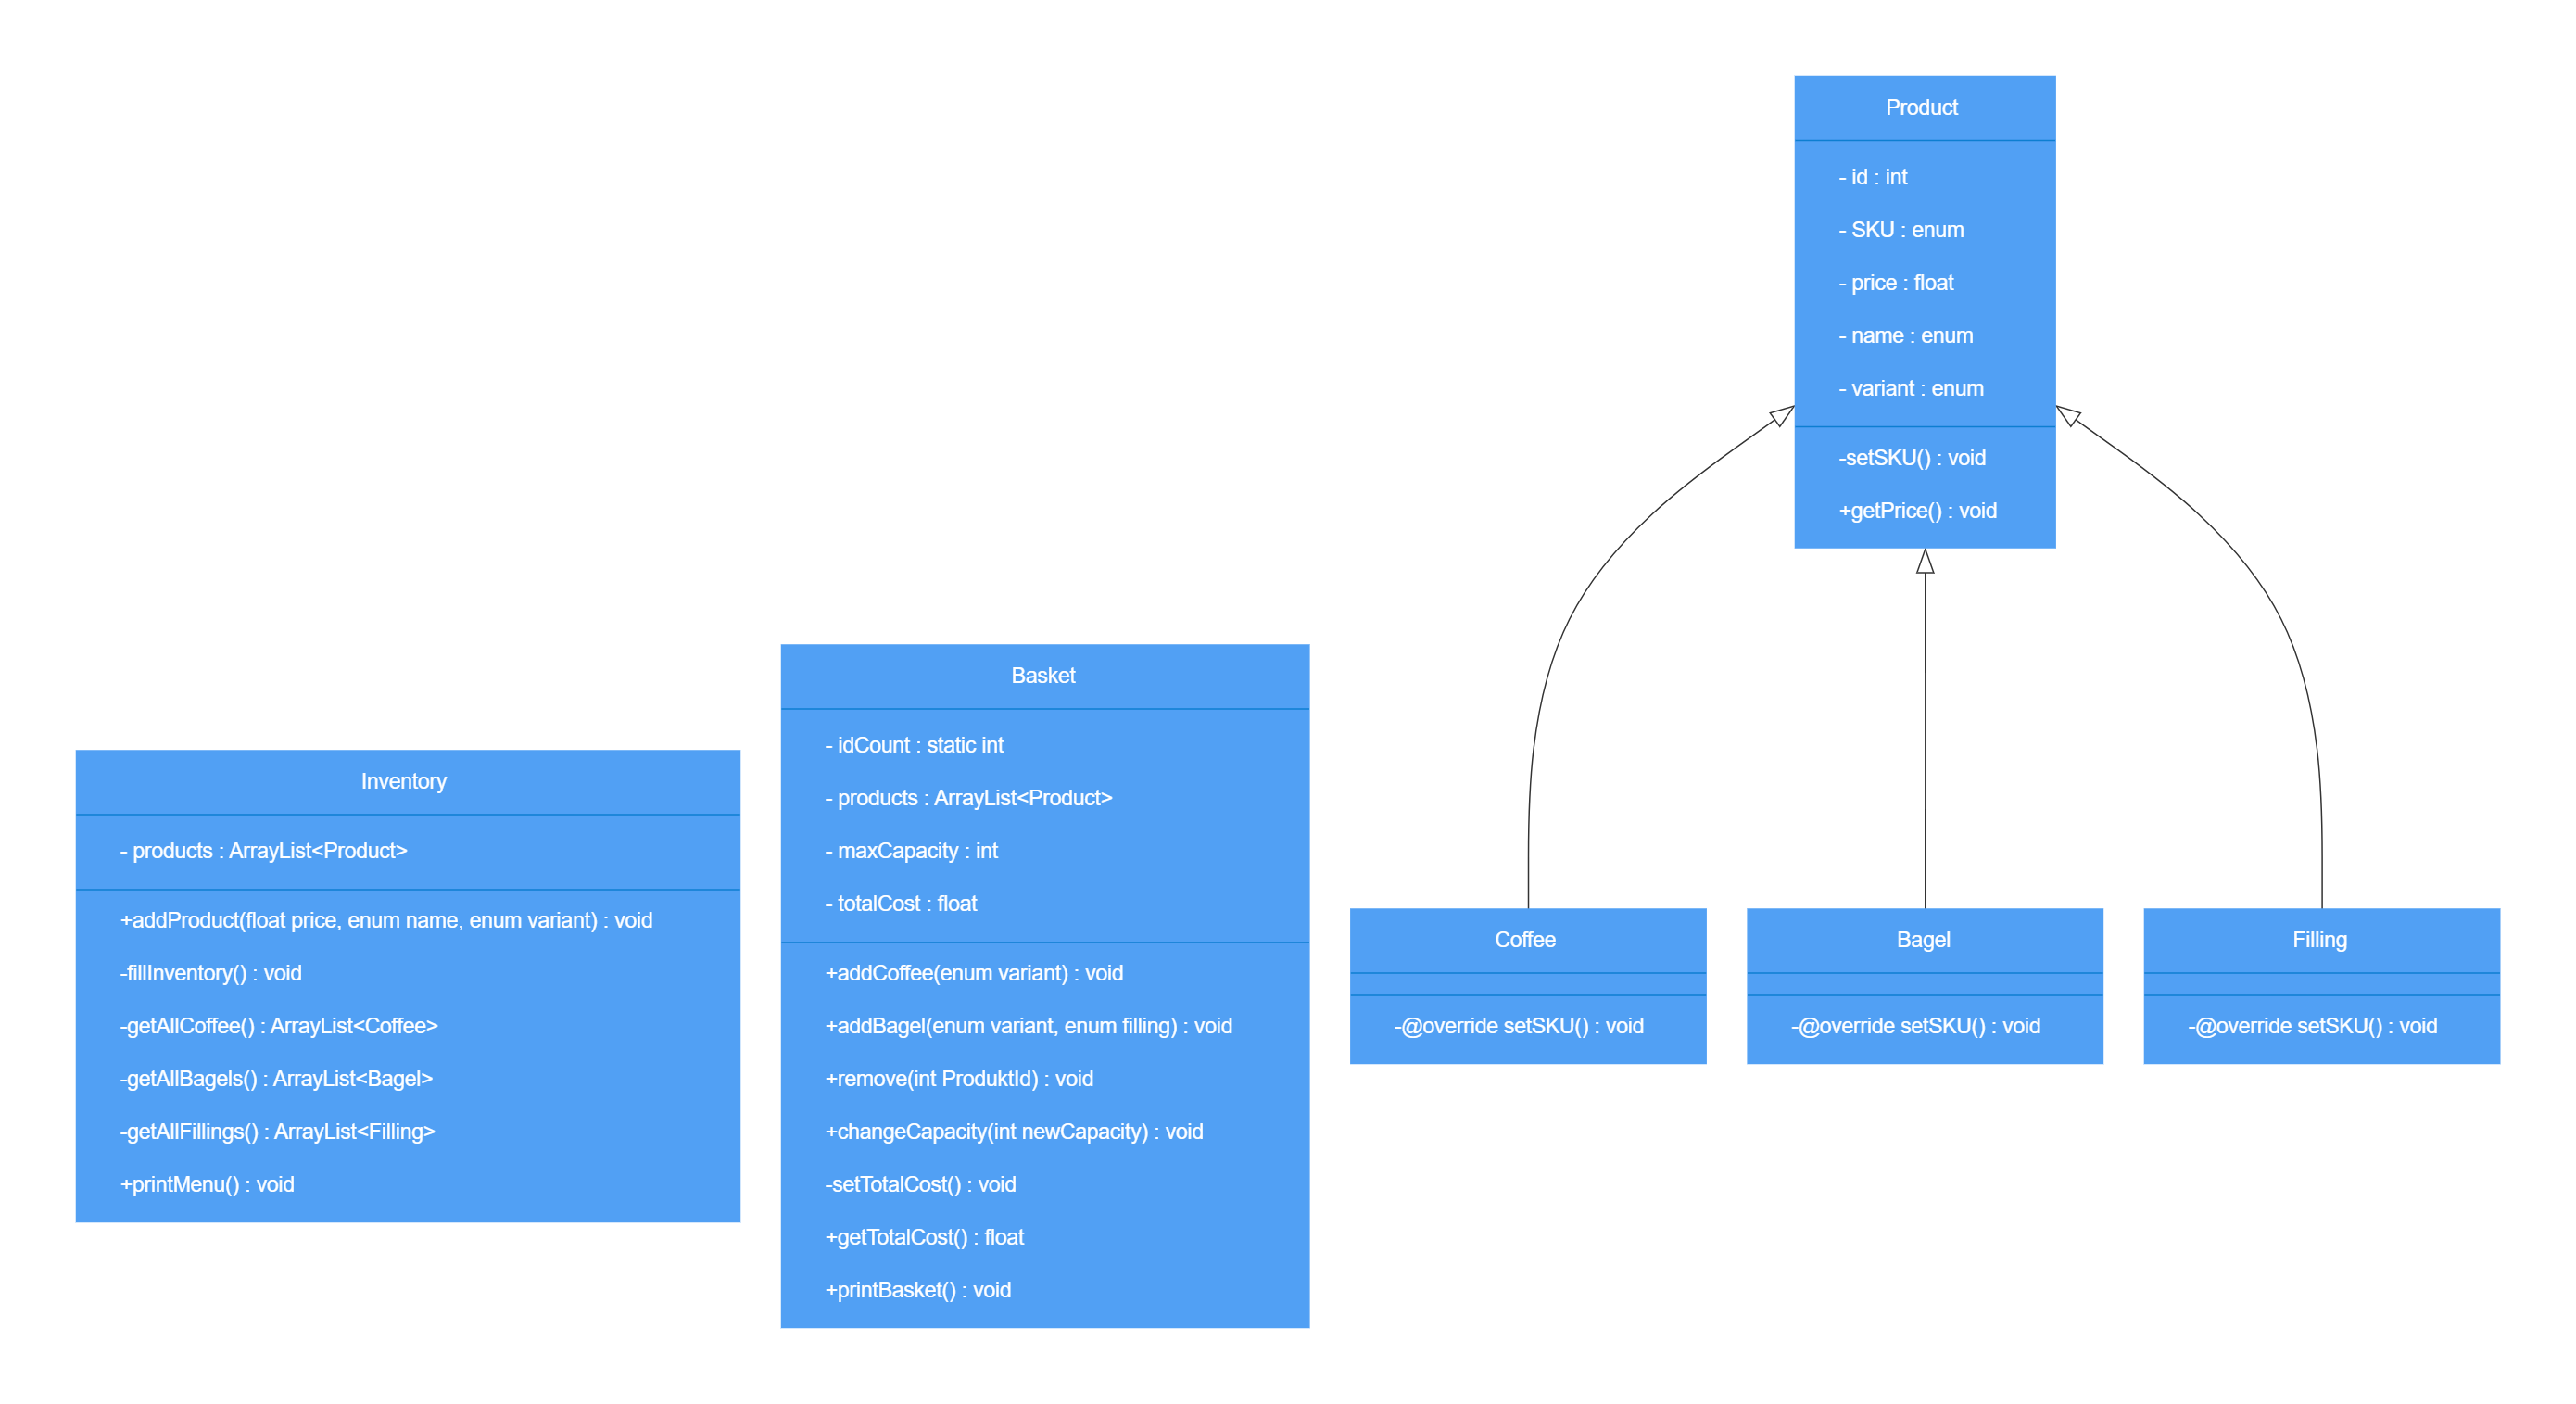 Product
- id : int
- SKU : enum
- price : float
- name : enum
- variant : enum
-setSKU() : void
+getPrice() : void
Inventory
- products : ArrayList<Product>
+addProduct(float price, enum name, enum variant) : void
-fillInventory() : void
-getAllCoffee() : ArrayList<Coffee>
-getAllBagels() : ArrayList<Bagel>
-getAllFillings() : ArrayList<Filling>
+printMenu() : void
Basket
- idCount : static int
- products : ArrayList<Product>
- maxCapacity : int
- totalCost : float
+addCoffee(enum variant) : void
+addBagel(enum variant, enum filling) : void
+remove(int ProduktId) : void
+changeCapacity(int newCapacity) : void
-setTotalCost() : void
+getTotalCost() : float
+printBasket() : void
Coffee
-@override setSKU() : void
Bagel
-@override setSKU() : void
Filling
-@override setSKU() : void